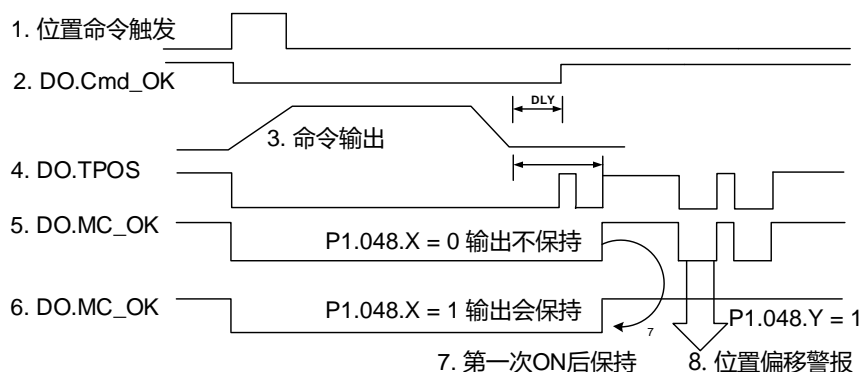 1. 位置命令触发
2. DO.Cmd_OK
DLY
3. 命令输出
4. DO.TPOS
5. DO.MC_OK
P1.048.X = 0 输出不保持
6. DO.MC_OK
P1.048.X = 1 输出会保持
7
P1.048.Y = 1
7. 第一次ON后保持
8. 位置偏移警报